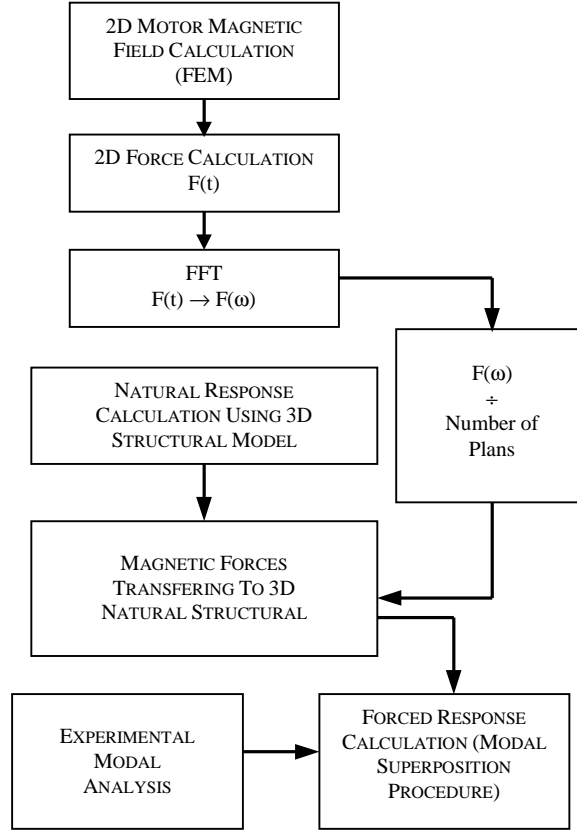 2D MOTOR MAGNETIC
FIELD CALCULATION
(FEM)
2D FORCE CALCULATION
F(t)
FFT
F(t) → F(ω)
F(ω)
÷
Number of
Plans
NATURAL RESPONSE
CALCULATION USING 3D
STRUCTURAL MODEL
MAGNETIC FORCES
TRANSFERING TO 3D
NATURAL STRUCTURAL
EXPERIMENTAL
MODAL
ANALYSIS
FORCED RESPONSE
CALCULATION (MODAL
SUPERPOSITION
PROCEDURE)